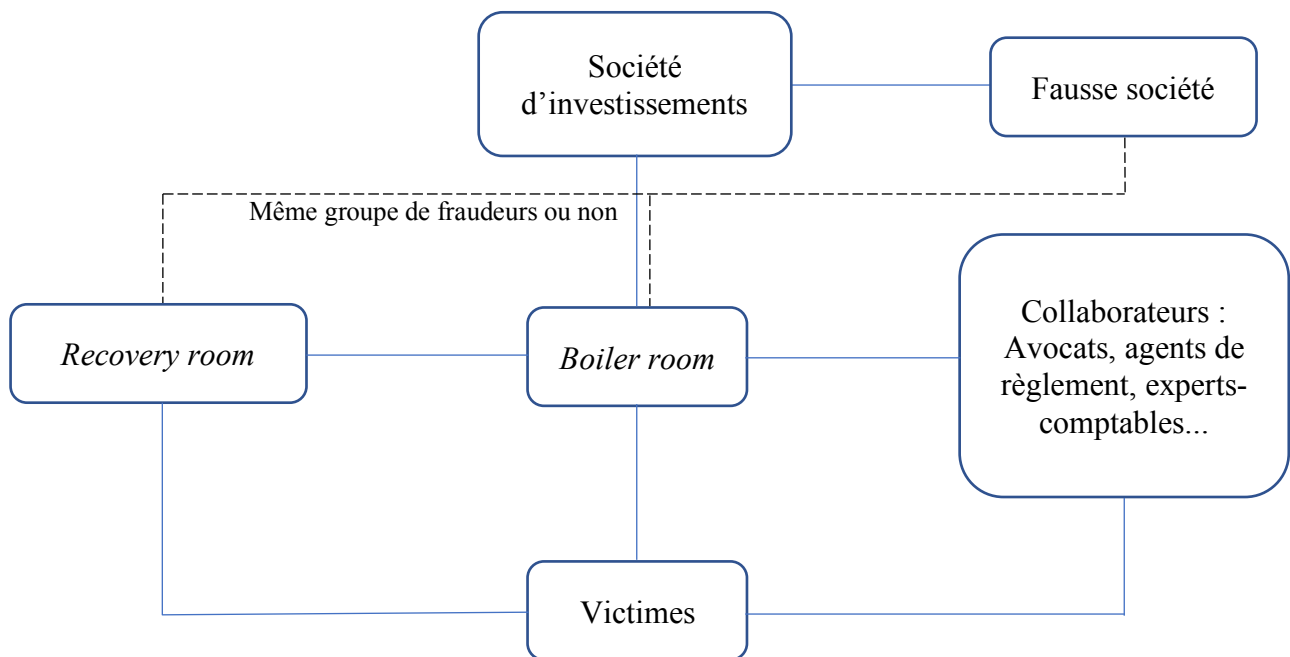 Société
d’investissements
Fausse société
Même groupe de fraudeurs ou non
Recovery room
Boiler room
Collaborateurs :
Avocats, agents de
règlement, experts-
comptables...
Victimes